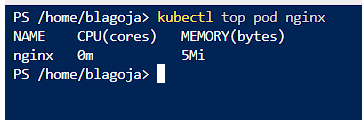 PS /home/blagoja> kubectl top pod nginx
NAME    CPU(cores)   MEMORY(bytes)
nginx   0m           5Mi
PS /home/blagoja>